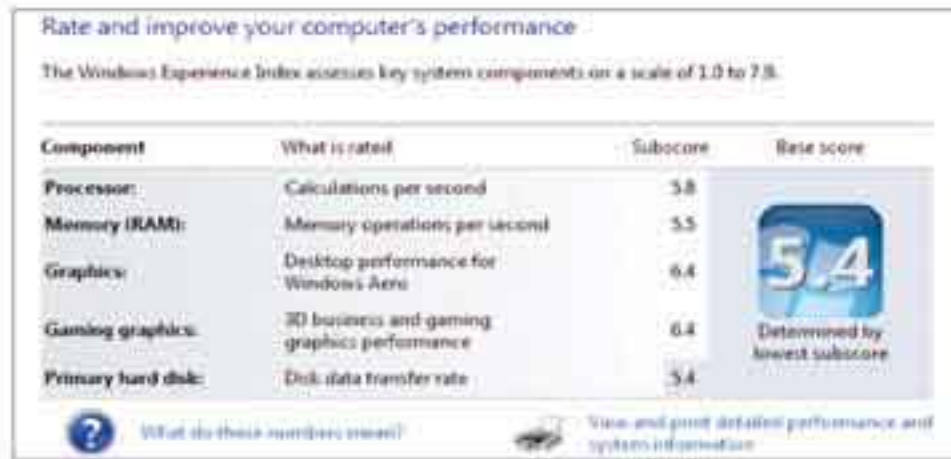 Rate and improve your computer's performance
The Windows Experience Index assesses key system components on a scale of 1.0 to 7.9.
Component What is rated Subscore Base score
Processor: Calculations per second 5.8
Memory (RAM): Memory operations per second 5.5
Graphics: Desktop performance for
Windows Aero 6.4
Gaming graphics: 3D business and gaming
graphics performance 6.4
Primary hard disk: Disk data transfer rate 5.4
5.4
Determined by
lowest subscore
What do these numbers mean?
View and print detailed performance and
system information